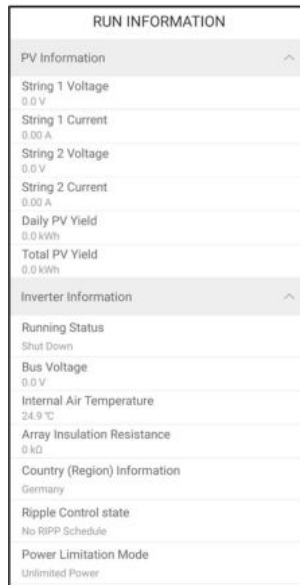 RUN INFORMATION
PV Information
String 1 Voltage
0.0 V
String 1 Current
0.00 A
String 2 Voltage
0.0 V
String 2 Current
0.00 A
Daily PV Yield
0.0 kWh
Total PV Yield
0.0 kWh
Inverter Information
Running Status
Shut Down
Bus Voltage
0.0 V
Internal Air Temperature
24.9 ℃
Array Insulation Resistance
0 kΩ
Country (Region) Information
Germany
Ripple Control state
No RIPP Schedule
Power Limitation Mode
Unlimited Power